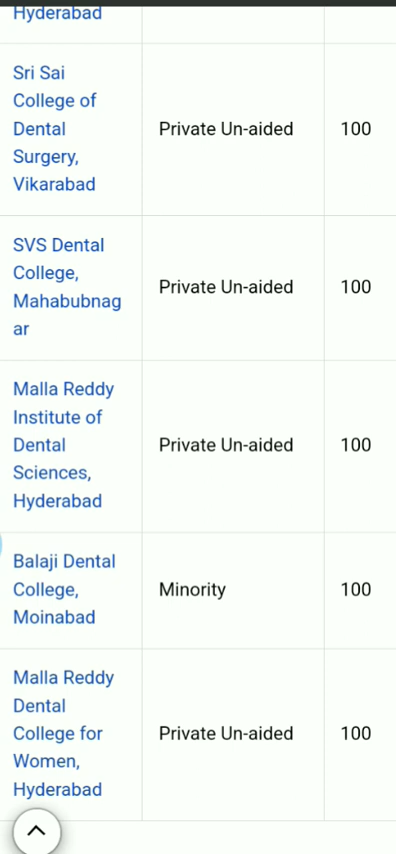 Hyderabad
Sri Sai
College of
Dental
Surgery,
Vikarabad
Private Un-aided
100
SVS Dental
College,
Mahabubnag
ar
Private Un-aided
100
Malla Reddy
Institute of
Dental
Sciences,
Hyderabad
Private Un-aided
100
Balaji Dental
College,
Moinabad
Minority
100
Malla Reddy
Dental
College for
Women,
Hyderabad
Private Un-aided
100